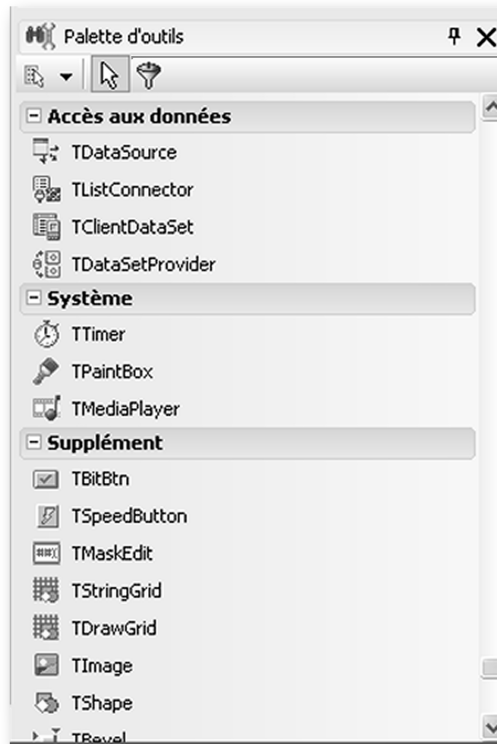 Palette d'outils
Accès aux données
TDataSource
TListConnector
TClientDataSet
TDataSetProvider
Système
TTimer
TPaintBox
TMediaPlayer
Supplément
TBitBtn
TSpeedButton
TMaskEdit
TStringGrid
TDrawGrid
TImage
TShape
TBevel